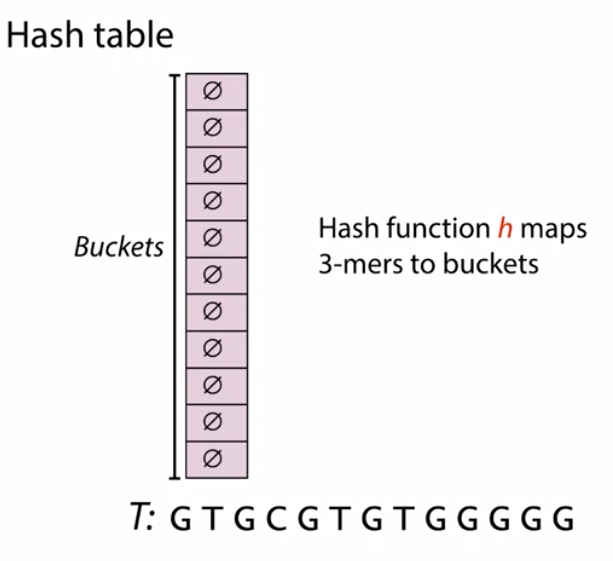 Hash table
∅
∅
∅
∅
∅
∅
∅
∅
∅
∅
∅
Buckets
Hash function h maps
3-mers to buckets
T: G T G C G T G T G G G G G